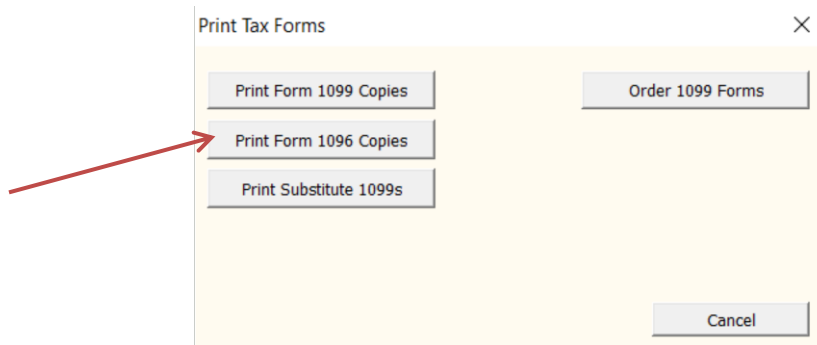 Print Tax Forms
Print Form 1099 Copies
Order 1099 Forms
Print Form 1096 Copies
Print Substitute 1099s
Cancel